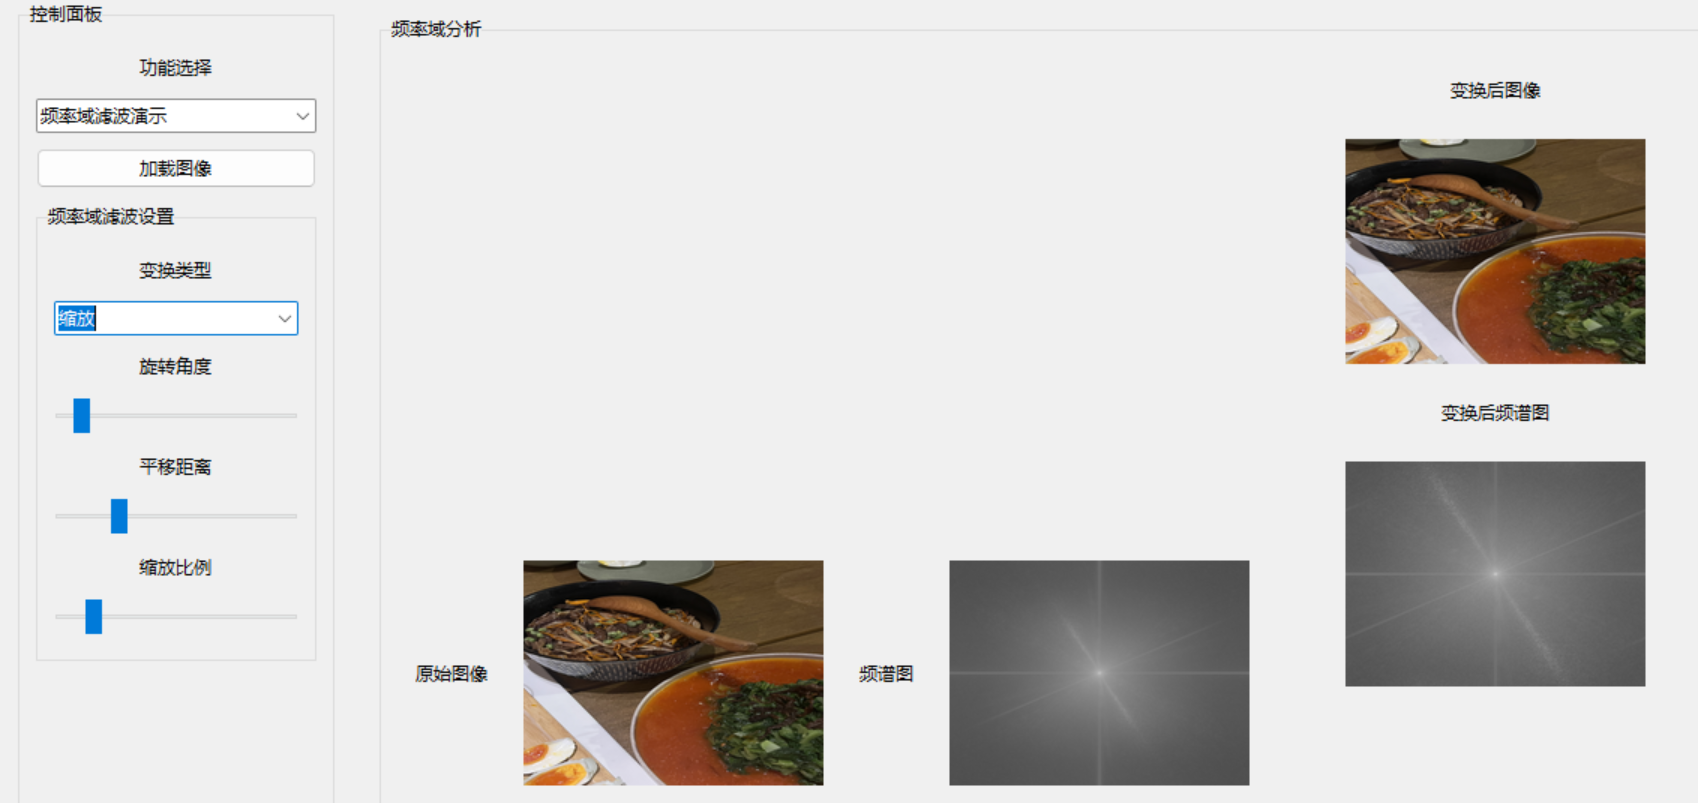 控制面板
功能选择
频率域滤波演示
加载图像
频率域滤波设置
变换类型
缩放
旋转角度
平移距离
缩放比例
频率域分析
变换后图像
变换后频谱图
原始图像
频谱图